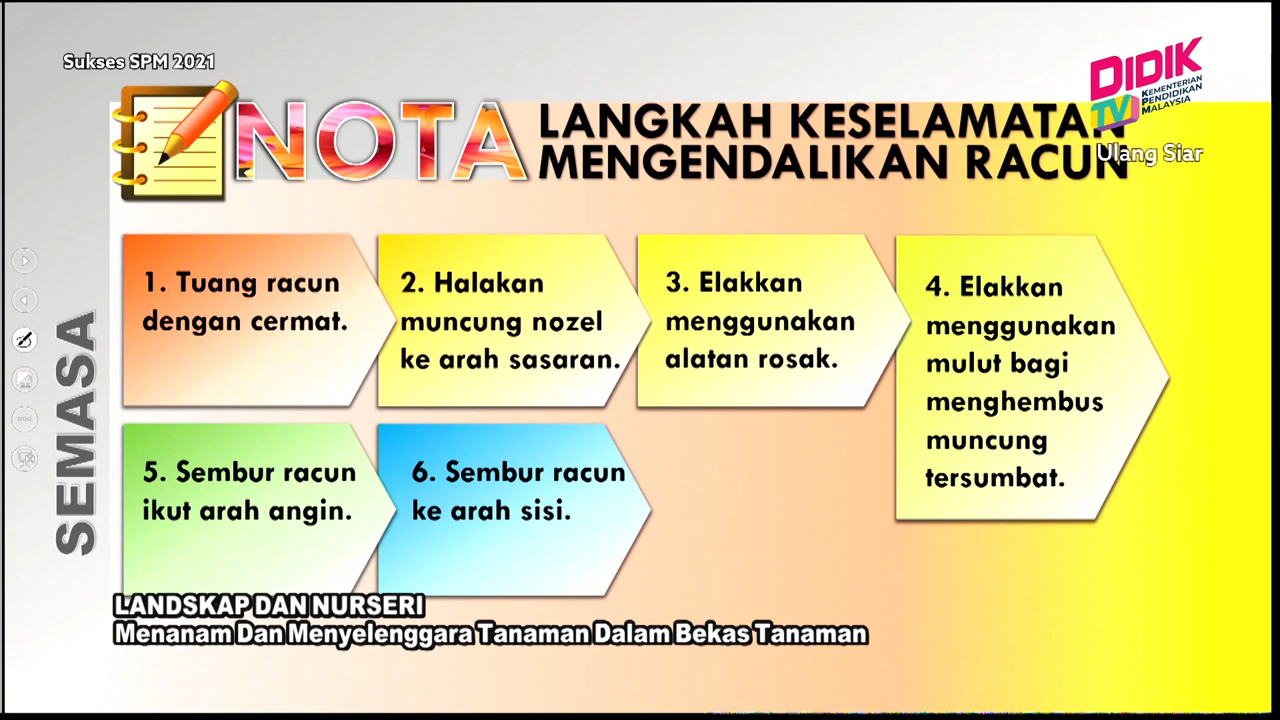 Sukses SPM 2021
NOTA
LANGKAH KESELAMATAN
MENGENDALIKAN RACUN
DIDIK
TV
KEMENTERIAN
PENDIDIKAN
MALAYSIA
Ulang Siar
SEMASA
1. Tuang racun
dengan cermat.
2. Halakan
muncung nozel
ke arah sasaran.
3. Elakkan
menggunakan
alatan rosak.
4. Elakkan
menggunakan
mulut bagi
menghembus
muncung
tersumbat.
5. Sembur racun
ikut arah angin.
6. Sembur racun
ke arah sisi.
LANDSKAP DAN NURSERI
Menanam Dan Menyelenggara Tanaman Dalam Bekas Tanaman